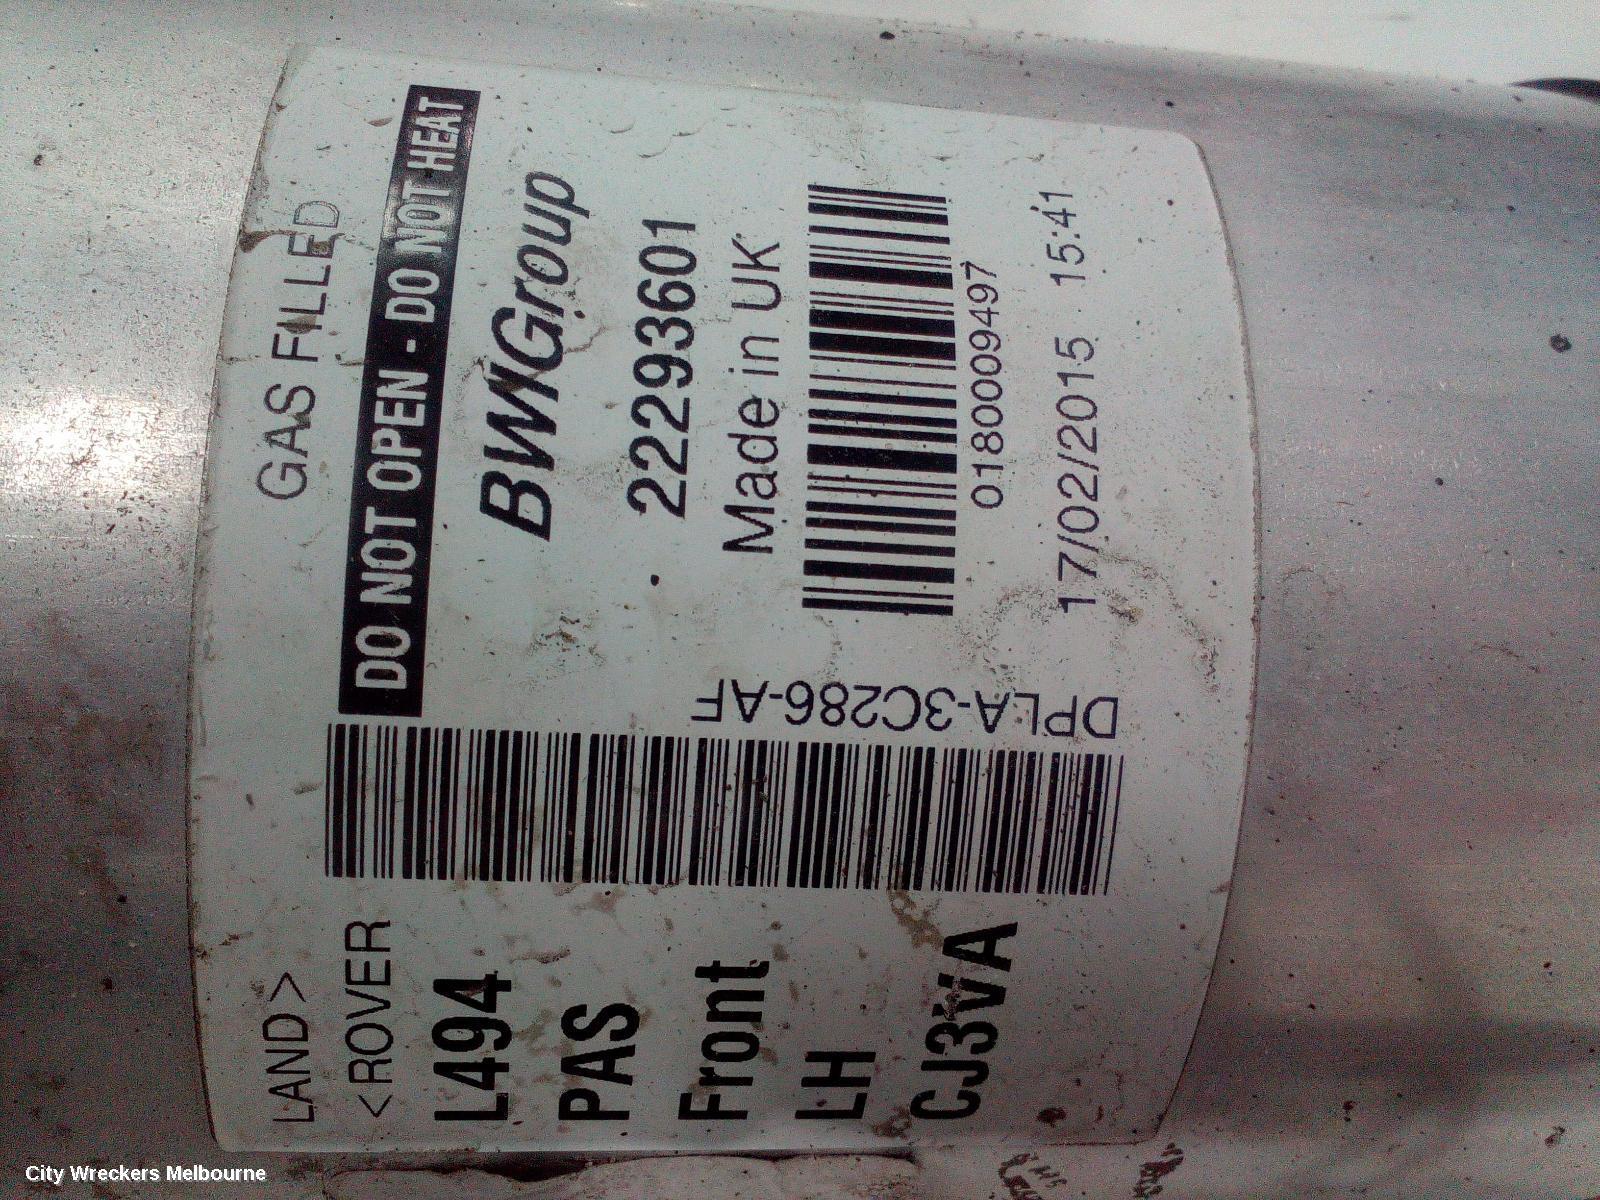 GAS FILLED
DO NOT OPEN - DO NOT HEAT
BWIGroup
22293601
Made in UK
0180009497
17/02/2015 15:41
DPLA-3C286-AF
LAND>
<ROVER
L494
PAS
Front
LH
CJ3VA
City Wreckers Melbourne